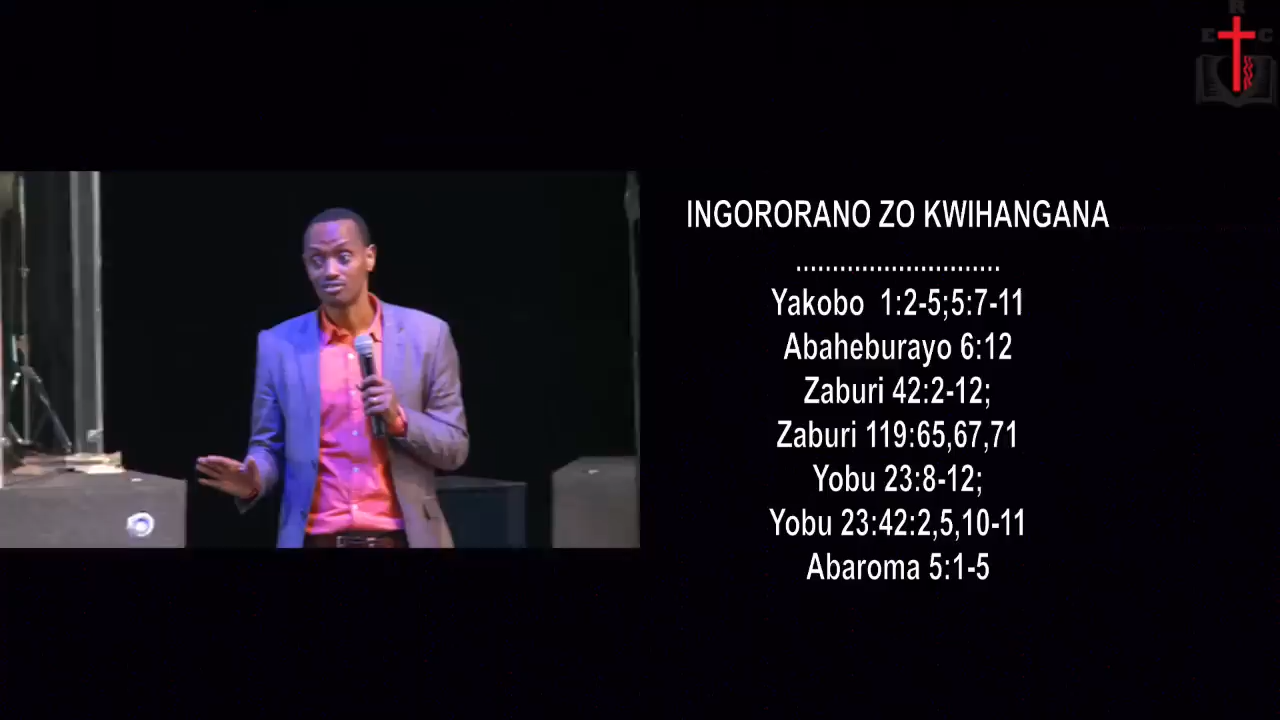 R
E C
INGORORANO ZO KWIHANGANA
............................
Yakobo 1:2-5;5:7-11
Abaheburayo 6:12
Zaburi 42:2-12;
Zaburi 119:65,67,71
Yobu 23:8-12;
Yobu 23:42:2,5,10-11
Abaroma 5:1-5